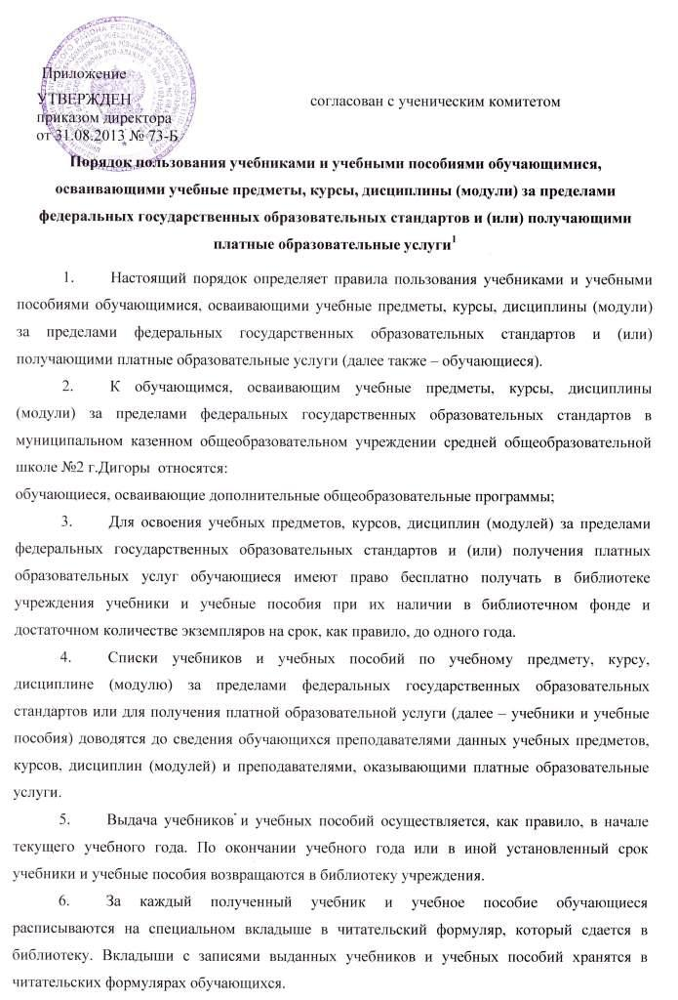 Приложение
УТВЕРЖДЕН согласован с ученическим комитетом
приказом директора
от 31.08.2013 № 73-Б
Порядок пользования учебниками и учебными пособиями обучающимися,
осваивающими учебные предметы, курсы, дисциплины (модули) за пределами
федеральных государственных образовательных стандартов и (или) получающими
платные образовательные услуги1
1. Настоящий порядок определяет правила пользования учебниками и учебными
пособиями обучающимися, осваивающими учебные предметы, курсы, дисциплины (модули)
за пределами федеральных государственных образовательных стандартов и (или)
получающими платные образовательные услуги (далее также – обучающиеся).
2. К обучающимся, осваивающим учебные предметы, курсы, дисциплины
(модули) за пределами федеральных государственных образовательных стандартов в
муниципальном казенном общеобразовательном учреждении средней общеобразовательной
школе №2 г.Дигоры относятся:
обучающиеся, осваивающие дополнительные общеобразовательные программы;
3. Для освоения учебных предметов, курсов, дисциплин (модулей) за пределами
федеральных государственных образовательных стандартов и (или) получения платных
образовательных услуг обучающиеся имеют право бесплатно получать в библиотеке
учреждения учебники и учебные пособия при их наличии в библиотечном фонде и
достаточном количестве экземпляров на срок, как правило, до одного года.
4. Списки учебников и учебных пособий по учебному предмету, курсу,
дисциплине (модулю) за пределами федеральных государственных образовательных
стандартов или для получения платной образовательной услуги (далее – учебники и учебные
пособия) доводятся до сведения обучающихся преподавателями данных учебных предметов,
курсов, дисциплин (модулей) и преподавателями, оказывающими платные образовательные
услуги.
5. Выдача учебников и учебных пособий осуществляется, как правило, в начале
текущего учебного года. По окончании учебного года или в иной установленный срок
учебники и учебные пособия возвращаются в библиотеку учреждения.
6. За каждый полученный учебник и учебное пособие обучающиеся
расписываются на специальном вкладыше в читательский формуляр, который сдается в
библиотеку. Вкладыши с записями выданных учебников и учебных пособий хранятся в
читательских формулярах обучающихся.